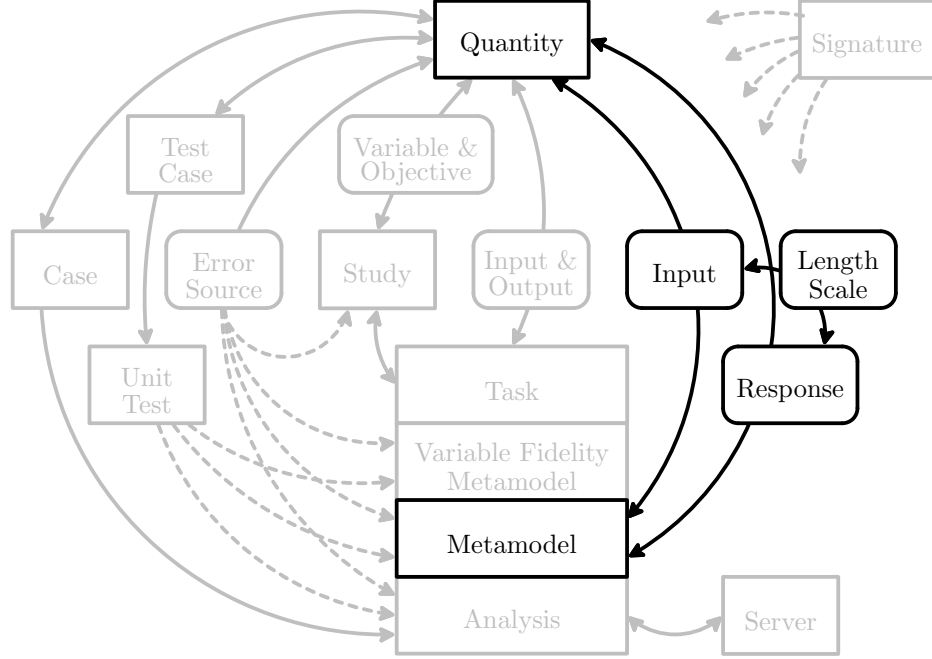 Quantity
Signature
Test
Case
Variable &
Objective
Case
Error
Source
Study
Input &
Output
Input
Length
Scale
Unit
Test
Task
Response
Variable Fidelity
Metamodel
Metamodel
Analysis
Server